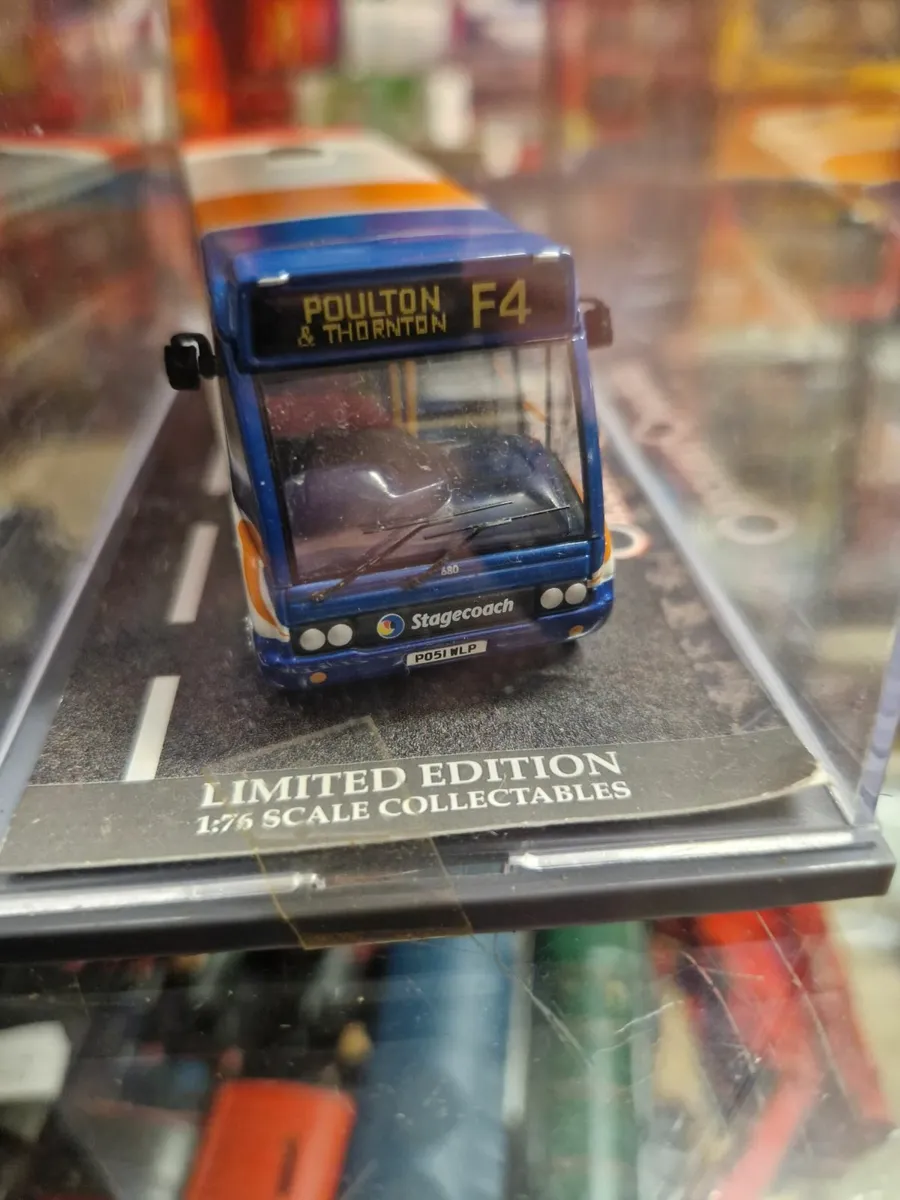 POULTON
& THORNTON
F4
680
Stagecoach
PO51 WLP
LIMITED EDITION
1:76 SCALE COLLECTABLES